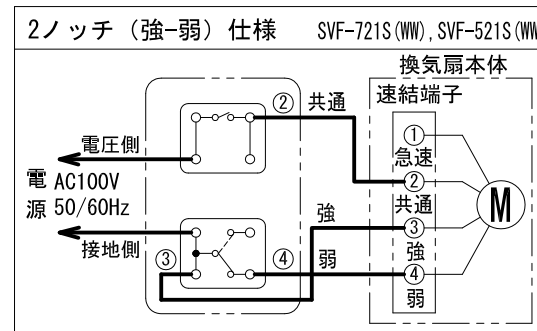 2ノッチ（強-弱）仕様 SVF-721S(WW),SVF-521S(WW
換気扇本体
速結端子
② 共通
①
急速
電圧側
②
共通
電源 AC100V 50/60Hz
M
強
③
強
接地側
③
④ 弱
④
弱